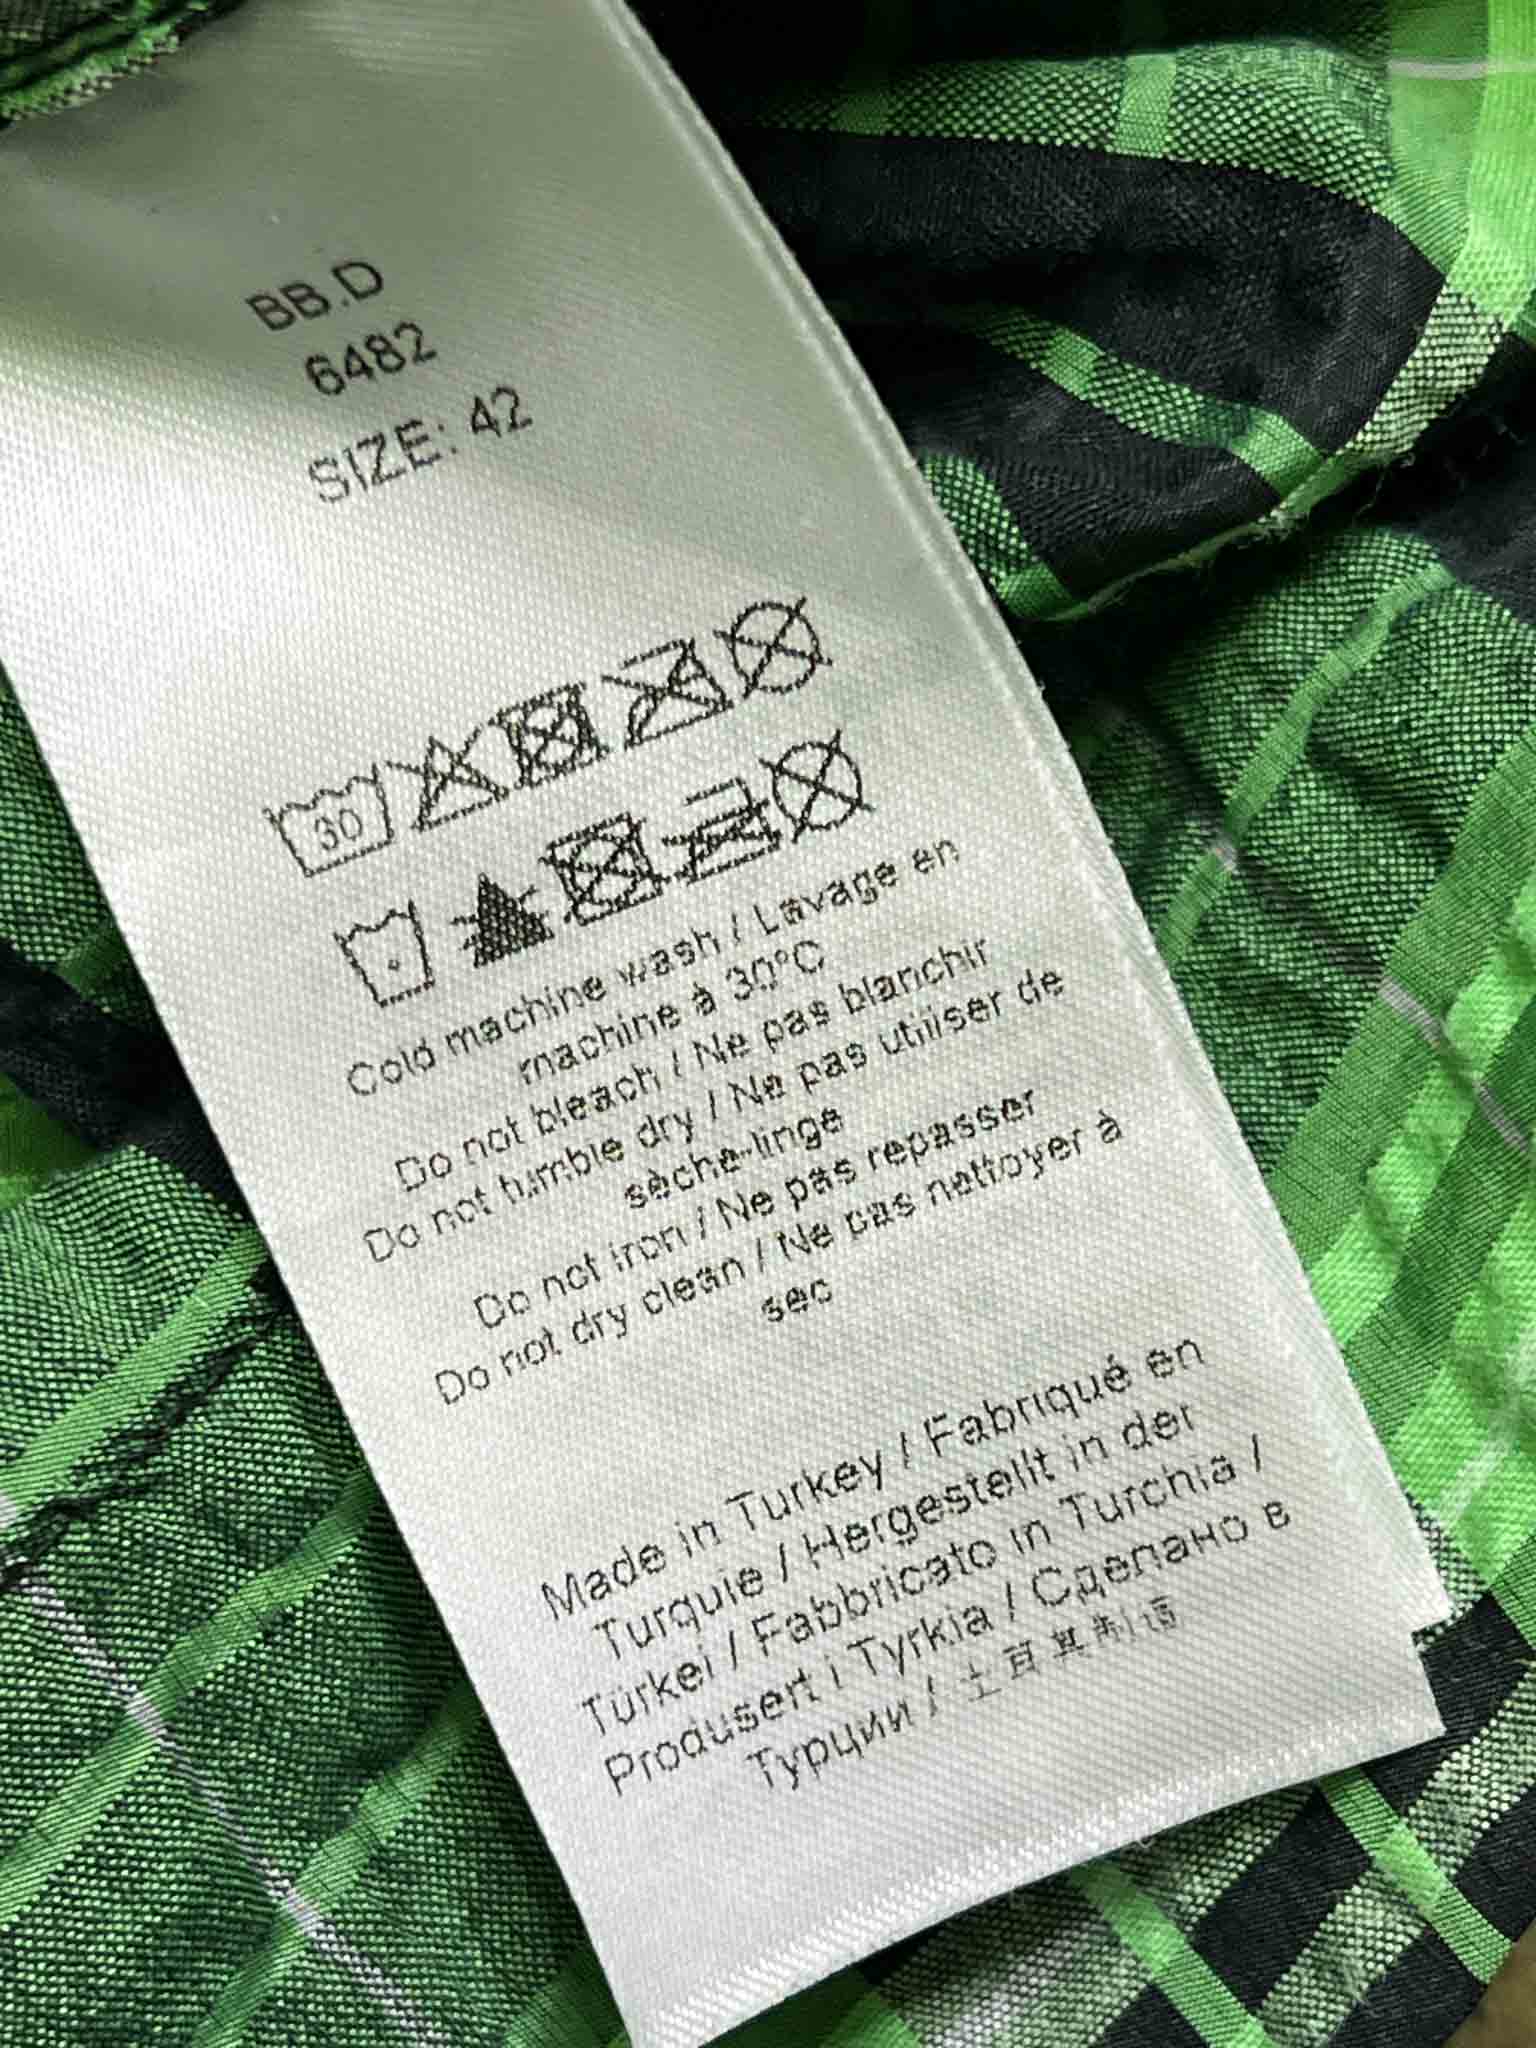 BB.D
6482
SIZE: 42
30
Cold machine wash / Lavage en
machine à 30°C
Do not bleach / Ne pas blanchir
Do not tumble dry / Ne pas utiliser de
sèche-linge
Do not iron / Ne pas repasser
Do not dry clean / Ne pas nettoyer à
sec
Made in Turkey / Fabriqué en
Turquie / Hergestellt in der
Türkei / Fabbricato in Turchia /
Produsert i Tyrkia / Сделано в
Турции / 土耳其制造